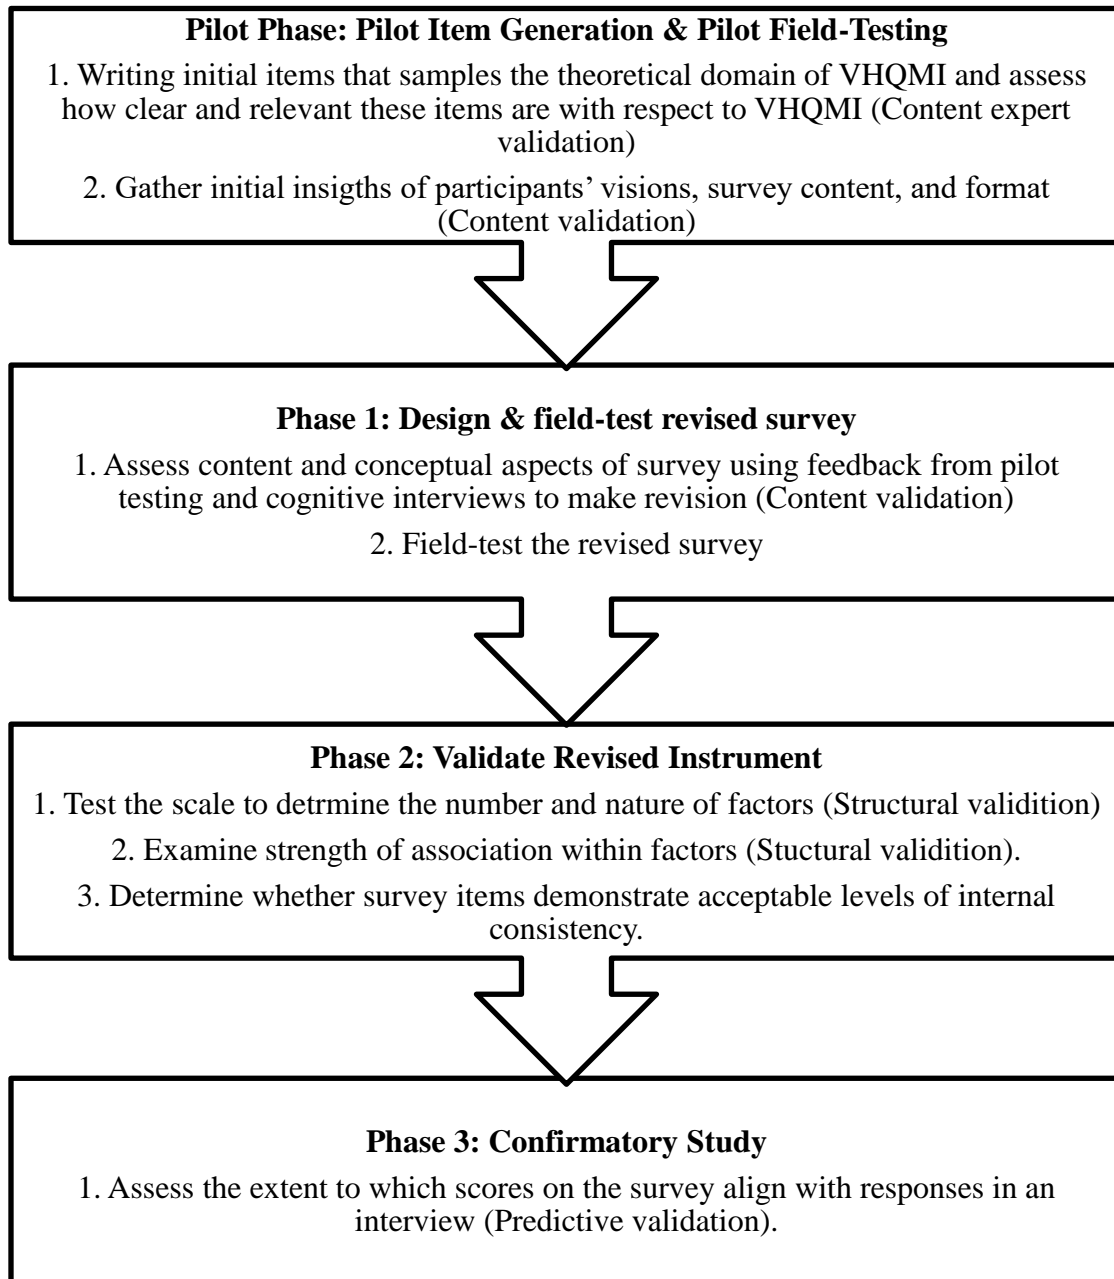 Pilot Phase: Pilot Item Generation & Pilot Field-Testing
1. Writing initial items that samples the theoretical domain of VHQMI and assess
how clear and relevant these items are with respect to VHQMI (Content expert
validation)
2. Gather initial insigths of participants’ visions, survey content, and format
(Content validation)
Phase 1: Design & field-test revised survey
1. Assess content and conceptual aspects of survey using feedback from pilot
testing and cognitive interviews to make revision (Content validation)
2. Field-test the revised survey
Phase 2: Validate Revised Instrument
1. Test the scale to detrmine the number and nature of factors (Structural validition)
2. Examine strength of association within factors (Stuctural validition).
3. Determine whether survey items demonstrate acceptable levels of internal
consistency.
Phase 3: Confirmatory Study
1. Assess the extent to which scores on the survey align with responses in an
interview (Predictive validation).